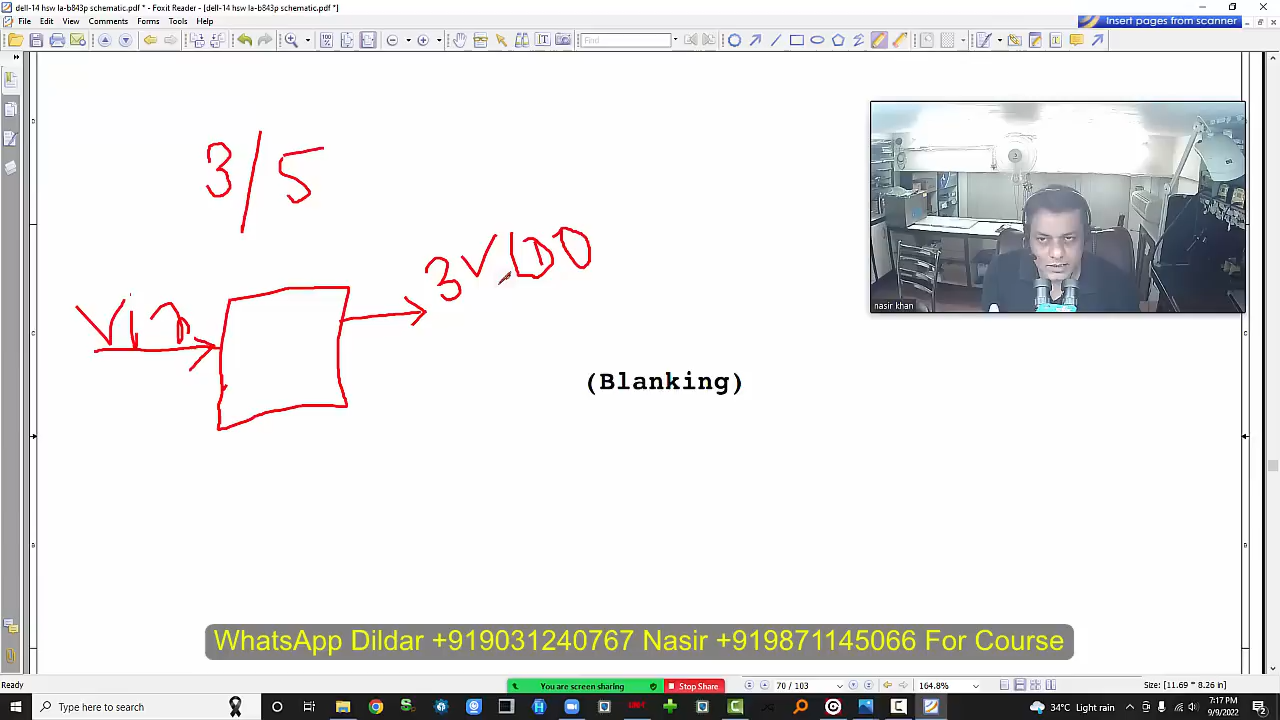 dell-14 hsw la-b843p schematic.pdf * - Foxit Reader - [dell-14 hsw la-b843p schematic.pdf *]
File Edit View Comments Forms Tools Help
Insert pages from scanner
Find
3/5
3VLDO
Vin
nasir khan
(Blanking)
WhatsApp Dildar +919031240767 Nasir +919871145066 For Course
Ready
You are screen sharing
Stop Share
70 / 103
164.8%
Size: [11.69 * 8.26 in]
Type here to search
34°C Light rain
7:17 PM
9/9/2022